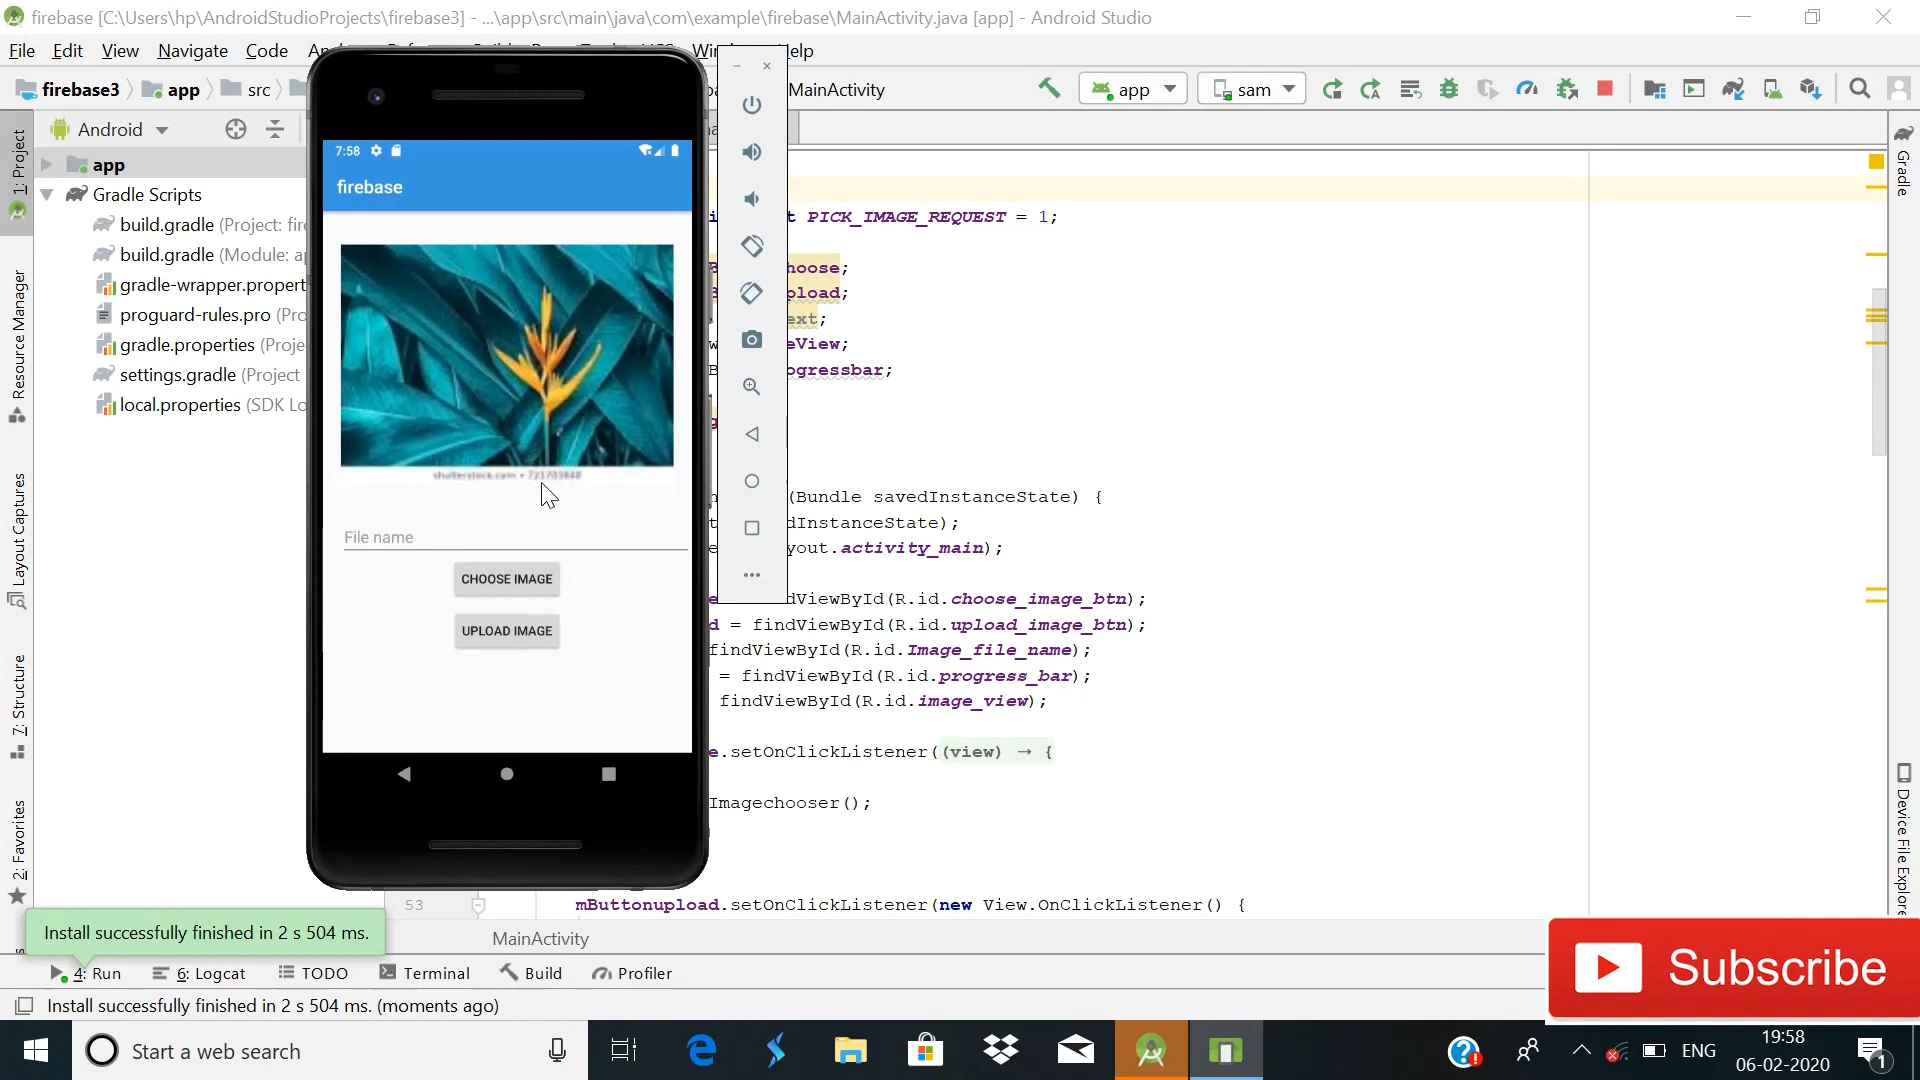 firebase [C:\Users\hp\AndroidStudioProjects\firebase3] - ...\app\src\main\java\com\example\firebase\MainActivity.java [app] - Android Studio
File Edit View Navigate Code
firebase3 app src
MainActivity
app
sam
Android
1: Project
Resource Manager
Layout Captures
7: Structure
2: Favorites
app
Gradle Scripts
build.gradle (Project: fire
build.gradle (Module: a
gradle-wrapper.propert
proguard-rules.pro (Pro
gradle.properties (Proje
settings.gradle (Project
local.properties (SDK Lo
7:58
firebase
shutterstock.com • 721703848
File name
CHOOSE IMAGE
UPLOAD IMAGE
t PICK_IMAGE_REQUEST = 1;
hoose;
pload;
ext;
eView;
ogressbar;
(Bundle savedInstanceState) {
dInstanceState);
yout.activity_main);
dViewById(R.id.choose_image_btn);
d = findViewById(R.id.upload_image_btn);
findViewById(R.id.Image_file_name);
= findViewById(R.id.progress_bar);
findViewById(R.id.image_view);
e.setOnClickListener((view) → {
Imagechooser();
53 mButtonupload.setOnClickListener(new View.OnClickListener() {
MainActivity
Gradle
Device File Explore
Install successfully finished in 2 s 504 ms.
4: Run 6: Logcat TODO Terminal Build Profiler
Install successfully finished in 2 s 504 ms. (moments ago)
Subscribe
Start a web search
ENG
19:58
06-02-2020
1